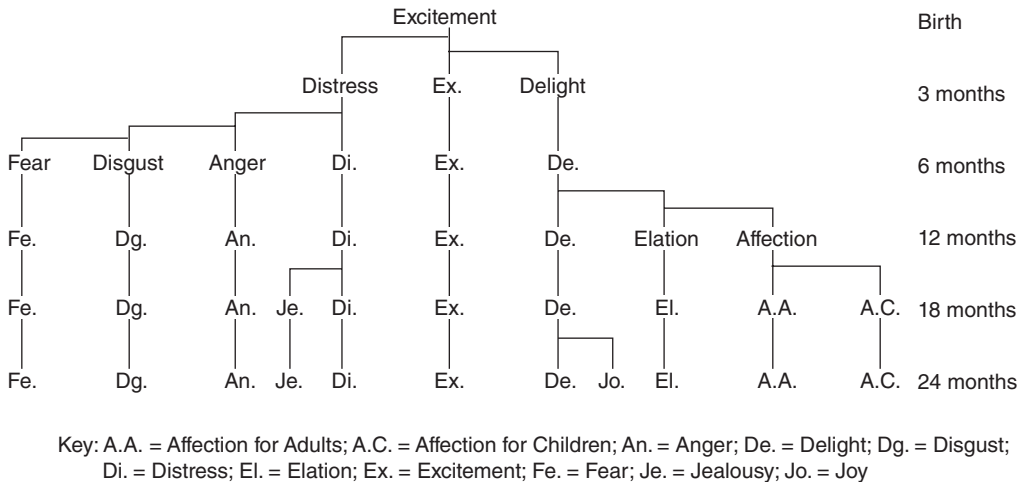 Excitement Birth
Distress Ex. Delight 3 months
Fear Disgust Anger Di. Ex. De. 6 months
Fe. Dg. An. Di. Ex. De. Elation Affection 12 months
Fe. Dg. An. Je. Di. Ex. De. El. A.A. A.C. 18 months
Fe. Dg. An. Je. Di. Ex. De. Jo. El. A.A. A.C. 24 months
Key: A.A. = Affection for Adults; A.C. = Affection for Children; An. = Anger; De. = Delight; Dg. = Disgust;
Di. = Distress; El. = Elation; Ex. = Excitement; Fe. = Fear; Je. = Jealousy; Jo. = Joy